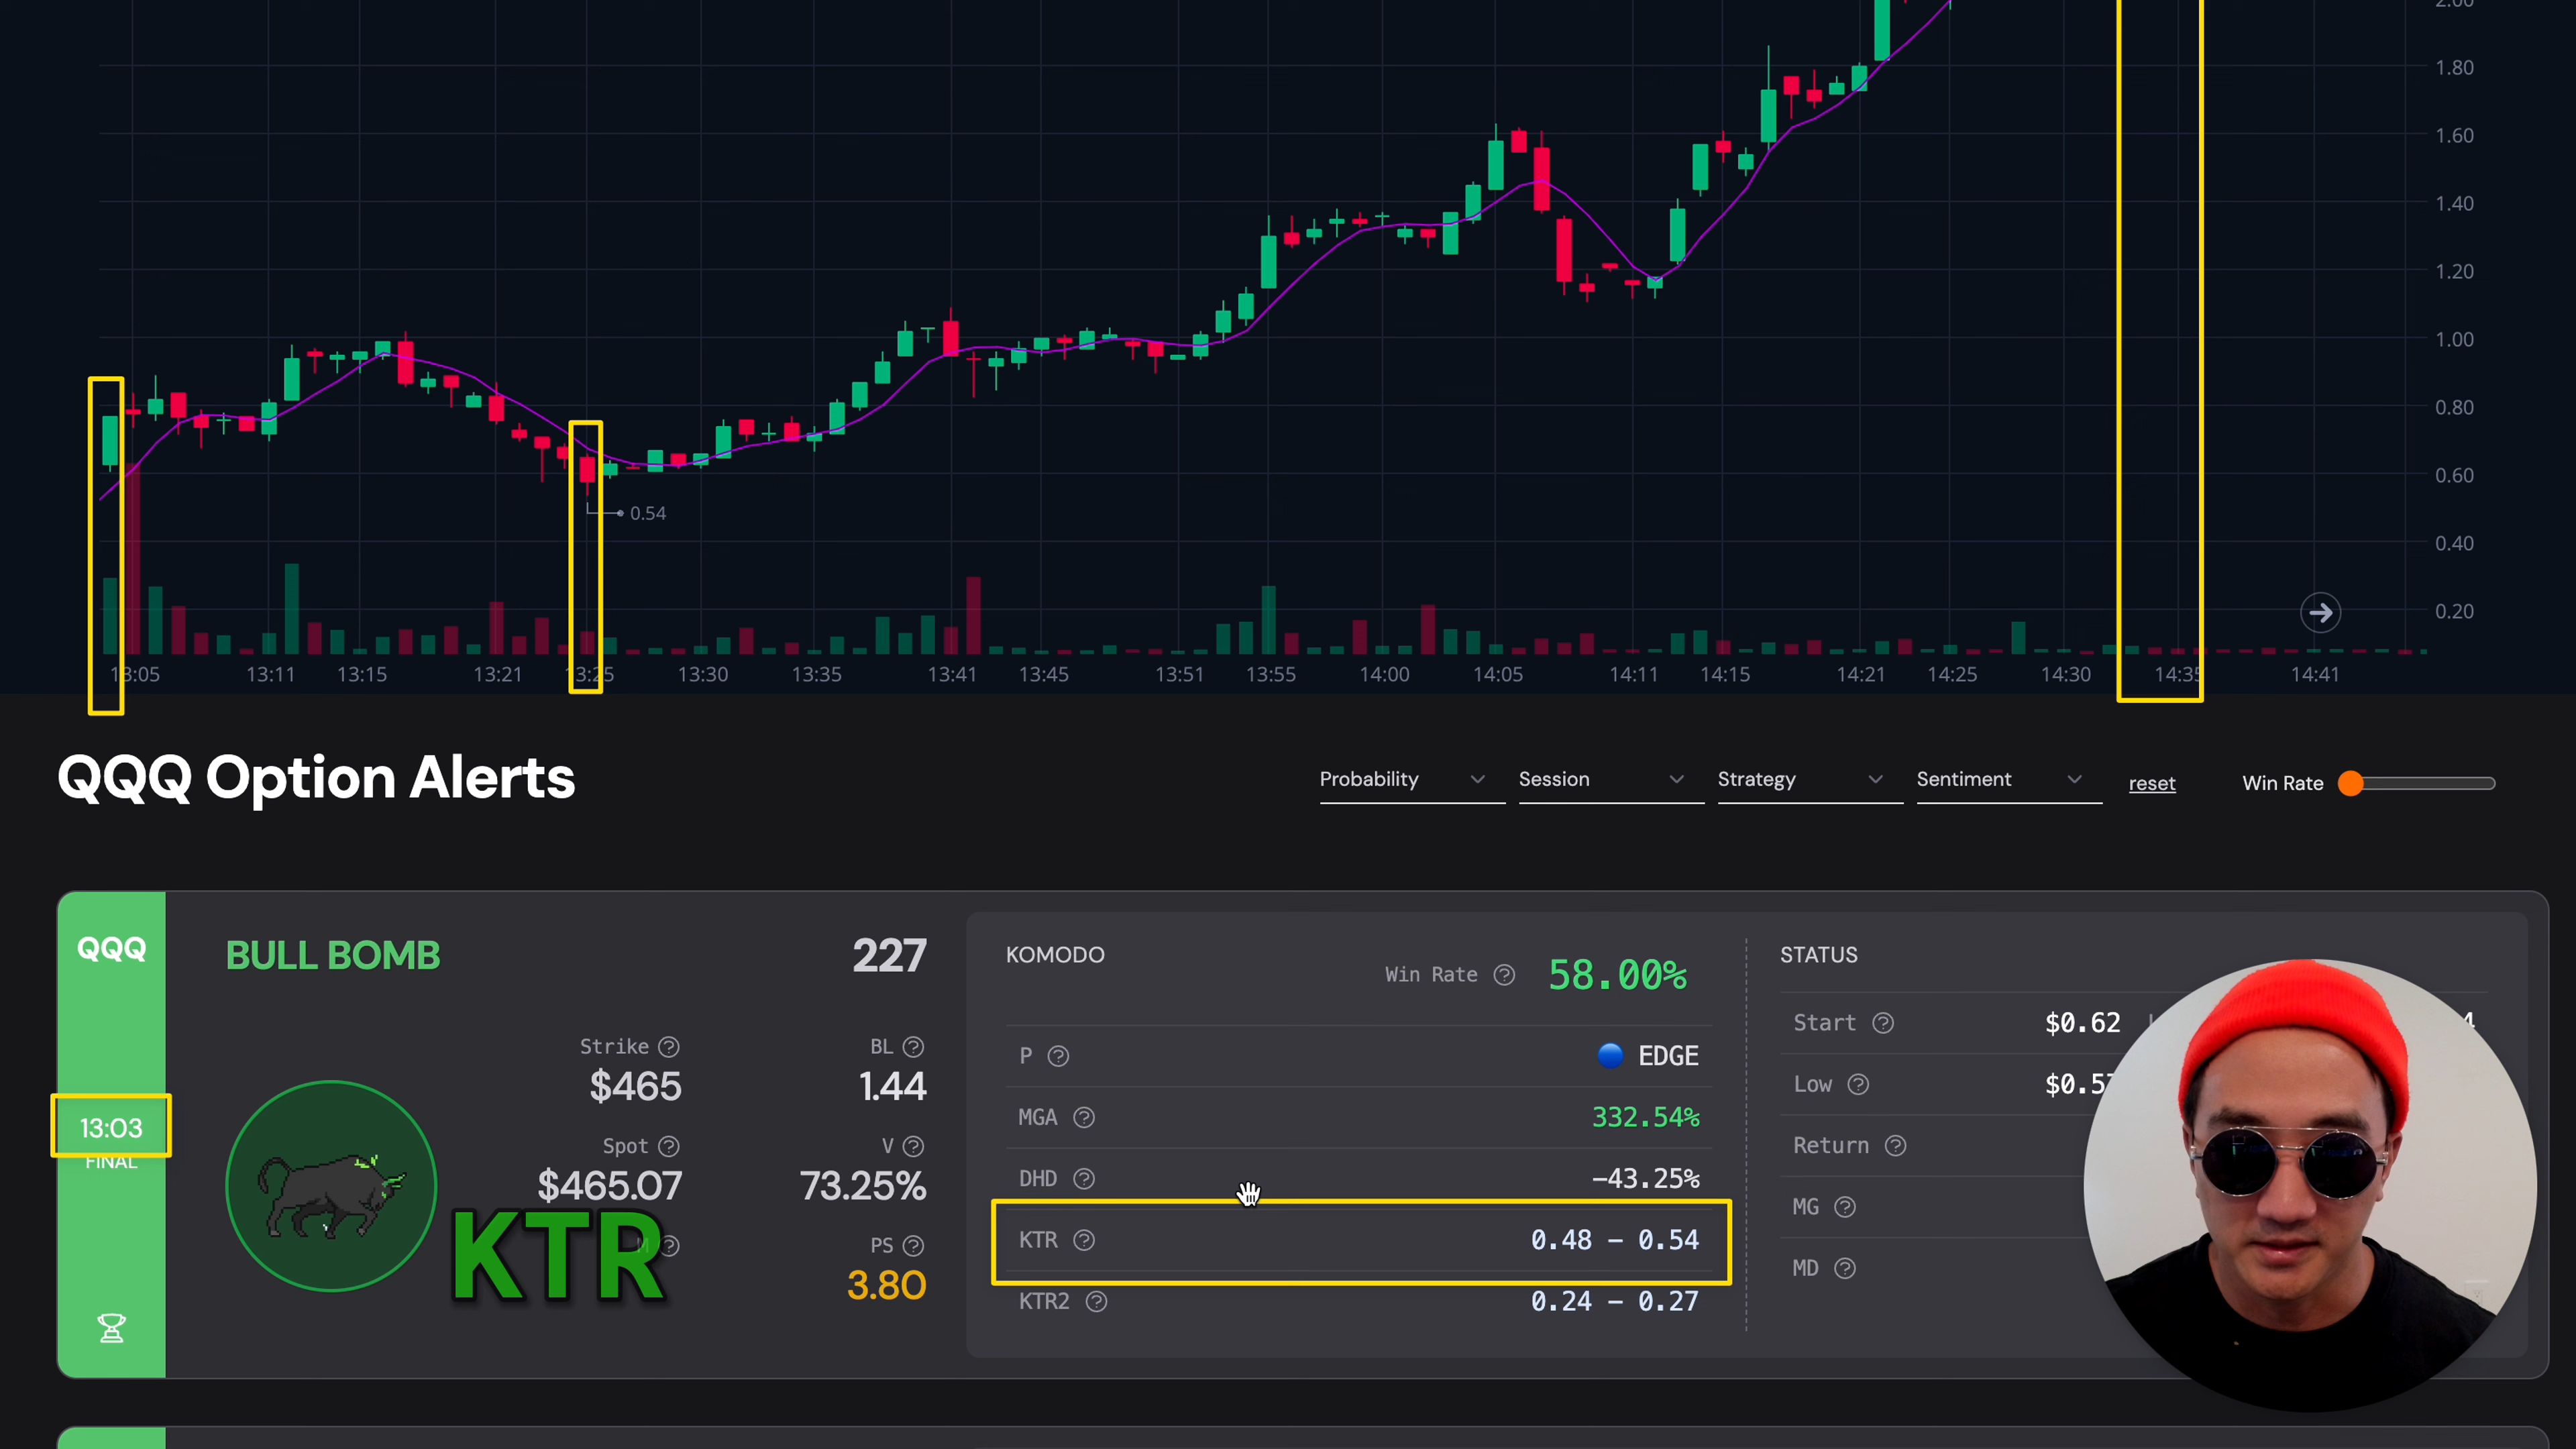 1.80
1.60
1.40
1.20
1.00
0.80
0.60
0.54
0.40
0.20
13:05 13:11 13:15 13:21 13:25 13:30 13:35 13:41 13:45 13:51 13:55 14:00 14:05 14:11 14:15 14:21 14:25 14:30 14:35 14:41
QQQ Option Alerts
Probability Session Strategy Sentiment reset Win Rate
QQQ
13:03
FINAL
BULL BOMB 227
Strike ? BL ?
$465 1.44
Spot ? V ?
$465.07 73.25%
? PS ?
3.80
KTR
KOMODO
Win Rate ? 58.00%
P ? EDGE
MGA ? 332.54%
DHD ? -43.25%
KTR ? 0.48 - 0.54
KTR2 ? 0.24 - 0.27
STATUS
Start ? $0.62
Low ?
Return ?
MG ?
MD ?